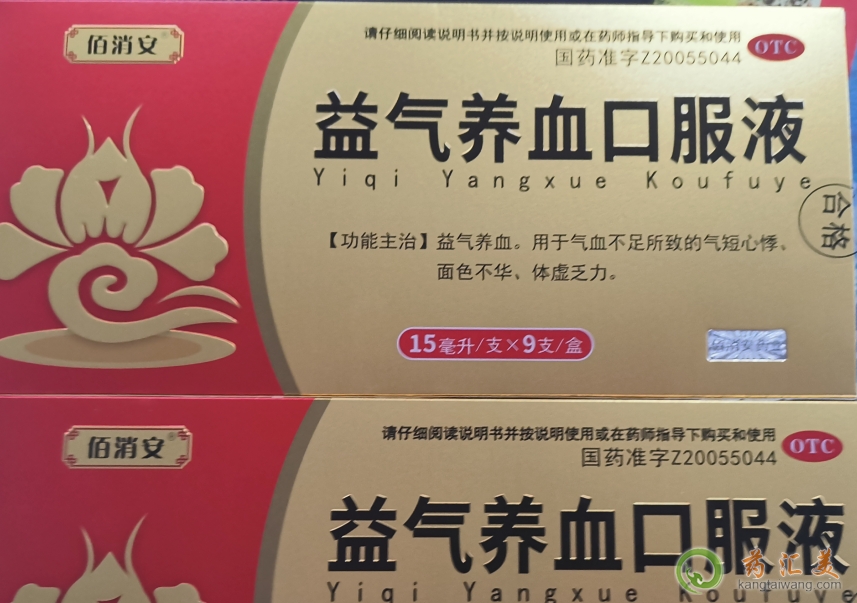 佰消安®
请仔细阅读说明书并按说明使用或在药师指导下购买和使用
国药准字Z20055044
OTC
益气养血口服液
Yiqi Yangxue Koufuye
合格
【功能主治】益气养血。用于气血不足所致的气短心悸、
面色不华、体虚乏力。
15毫升/支×9支/盒
佰消安®
请仔细阅读说明书并按说明使用或在药师指导下购买和使用
国药准字Z20055044
OTC
益气养血口服液
Yiqi Yangxue Koufuye
药汇美
kangtaiwang.com